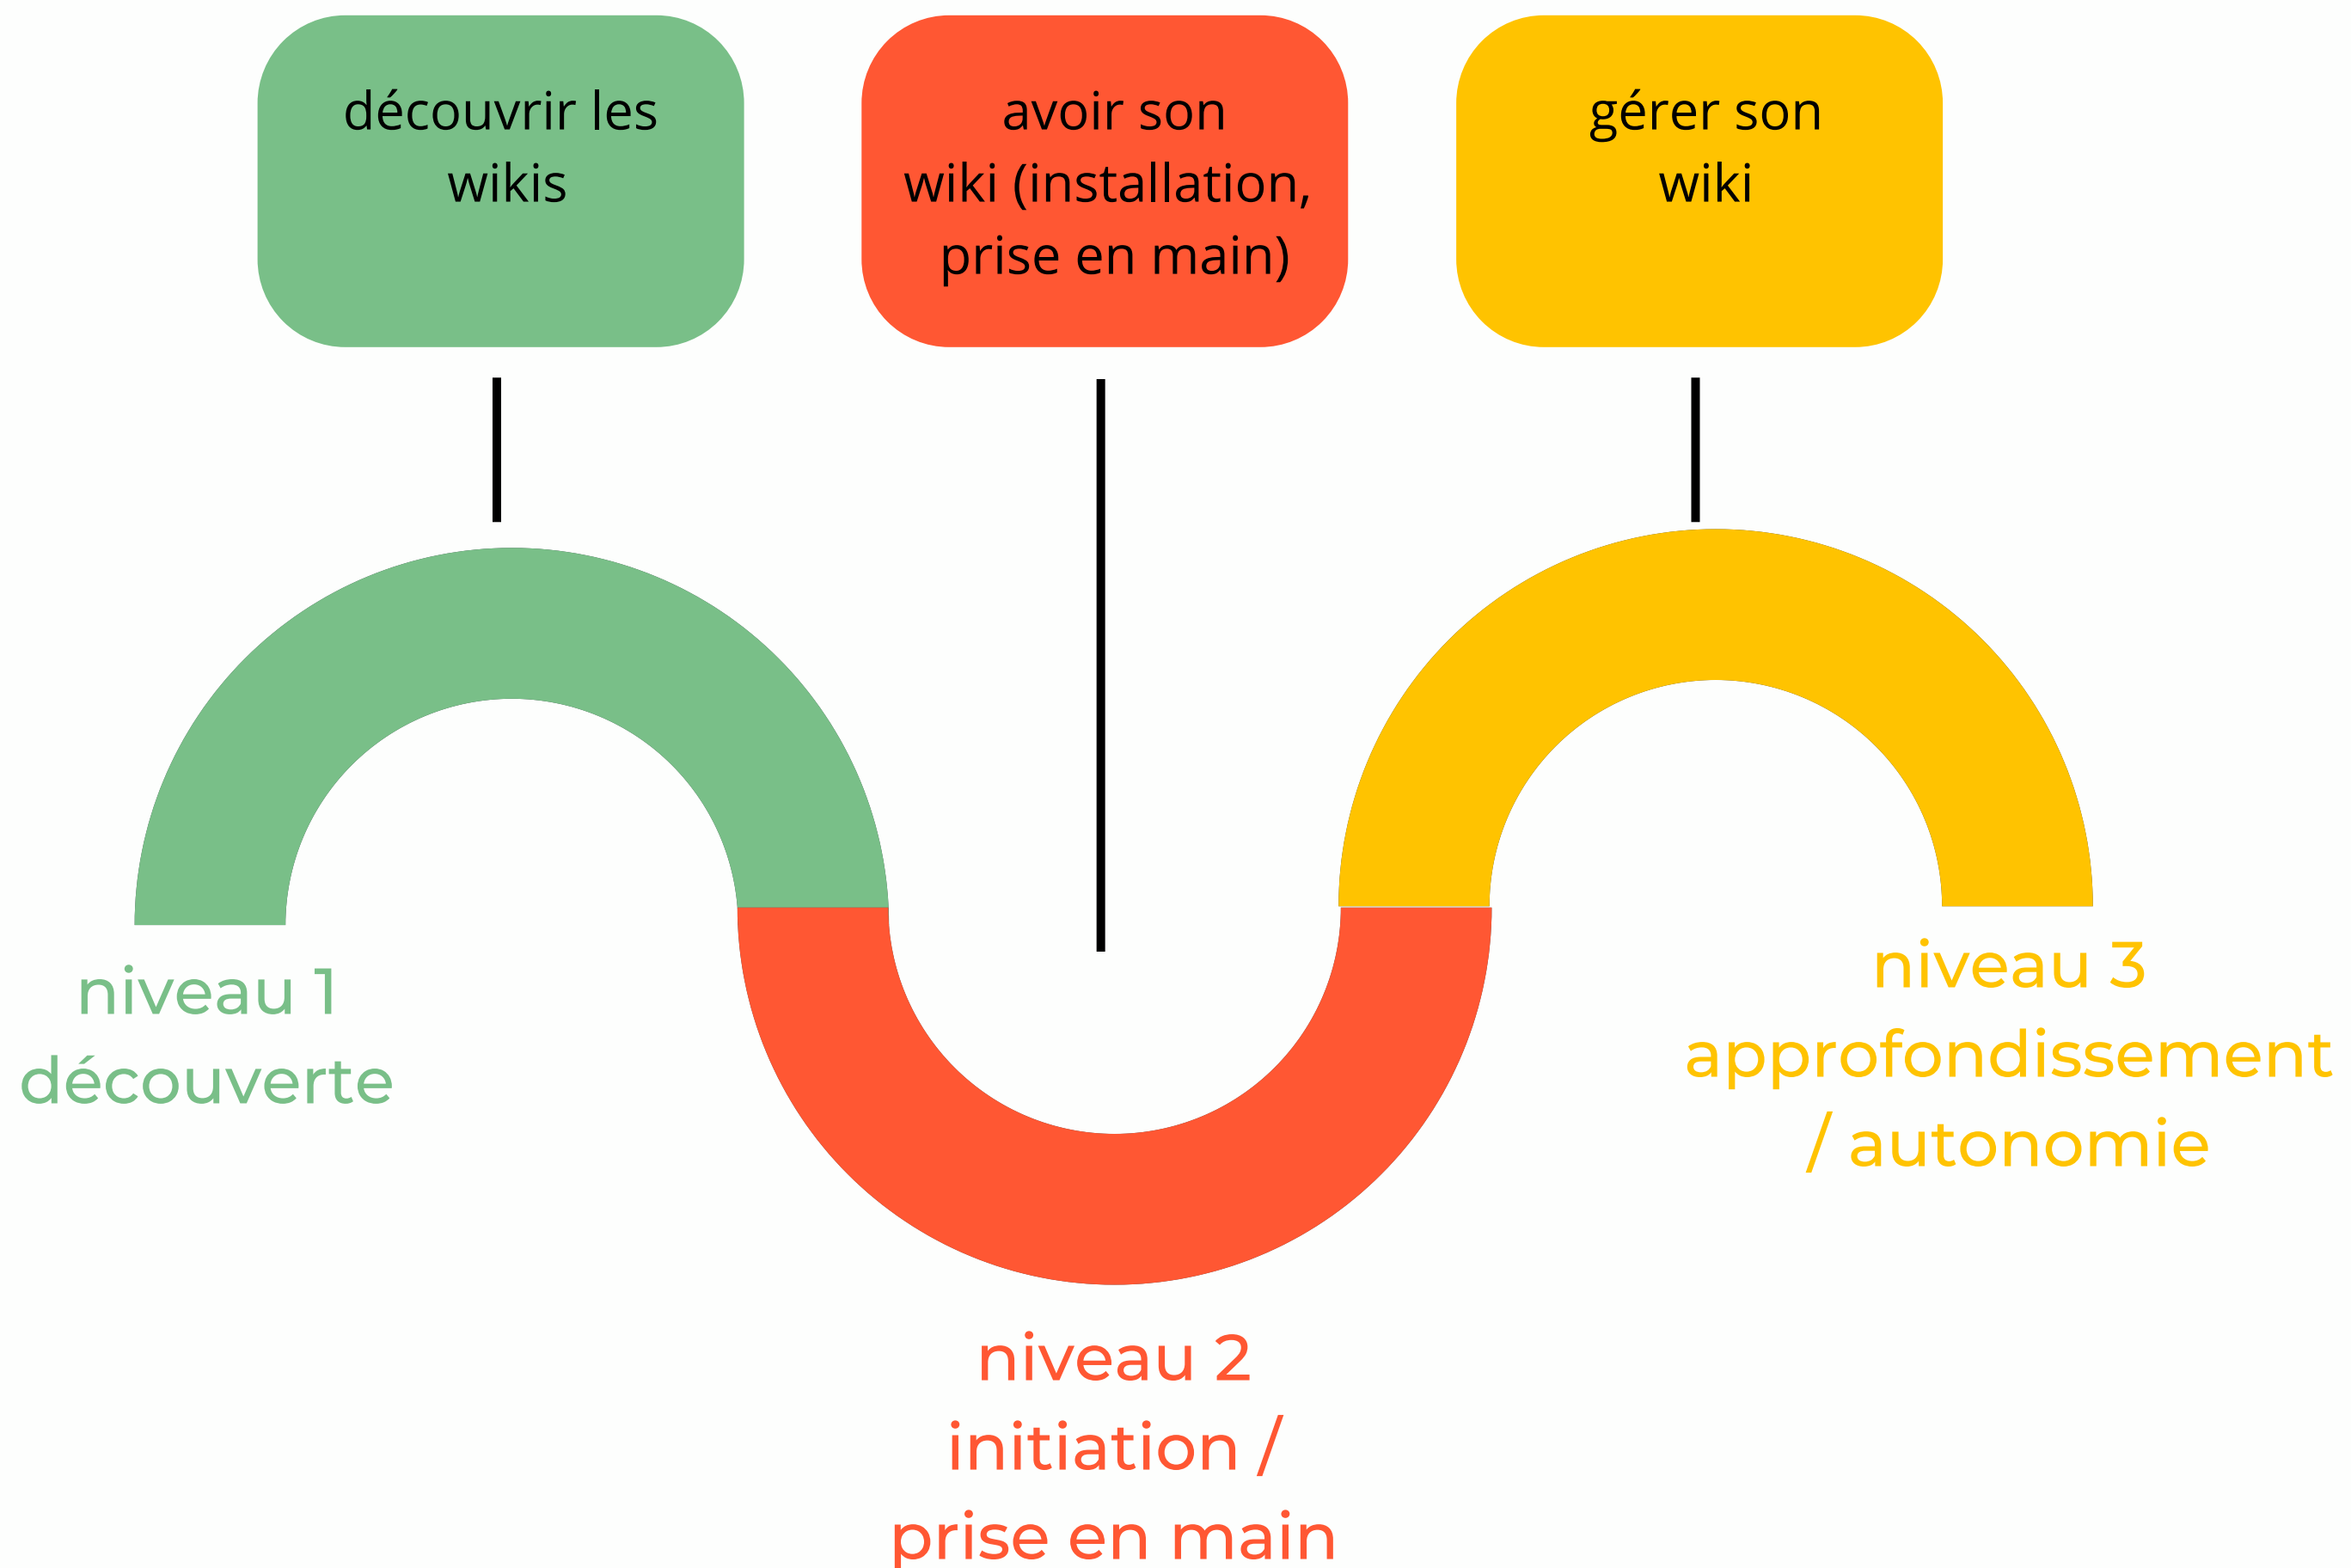 découvrir les
wikis
avoir son
wiki (installation,
prise en main)
gérer son
wiki
niveau 1
découverte
niveau 2
initiation /
prise en main
niveau 3
approfondissement
/ autonomie